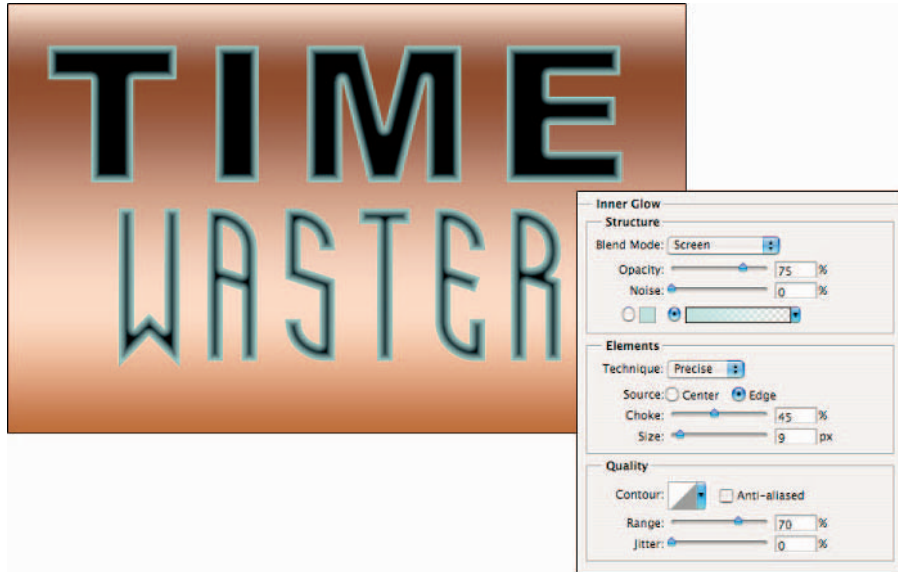 TIME
WASTER
Inner Glow
Structure
Blend Mode: Screen
Opacity: 75 %
Noise: 0 %
Elements
Technique: Precise
Source: Center Edge
Choke: 45 %
Size: 9 px
Quality
Contour: Anti-aliased
Range: 70 %
Jitter: 0 %